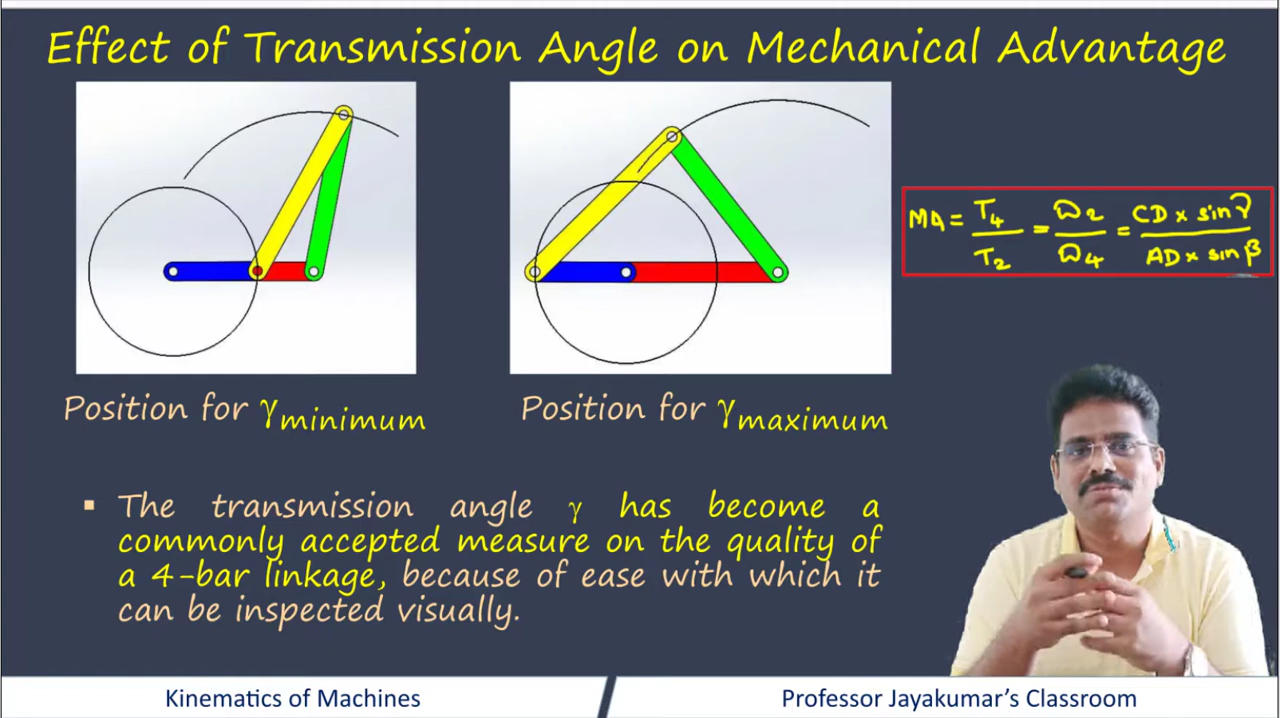 Effect of Transmission Angle on Mechanical Advantage
MA = T4/T2 = ω2/ω4 = CD × sin γ / AD × sin β
Position for γminimum
Position for γmaximum
▪ The transmission angle γ has become a
commonly accepted measure on the quality of
a 4-bar linkage, because of ease with which it
can be inspected visually.
Kinematics of Machines
Professor Jayakumar's Classroom